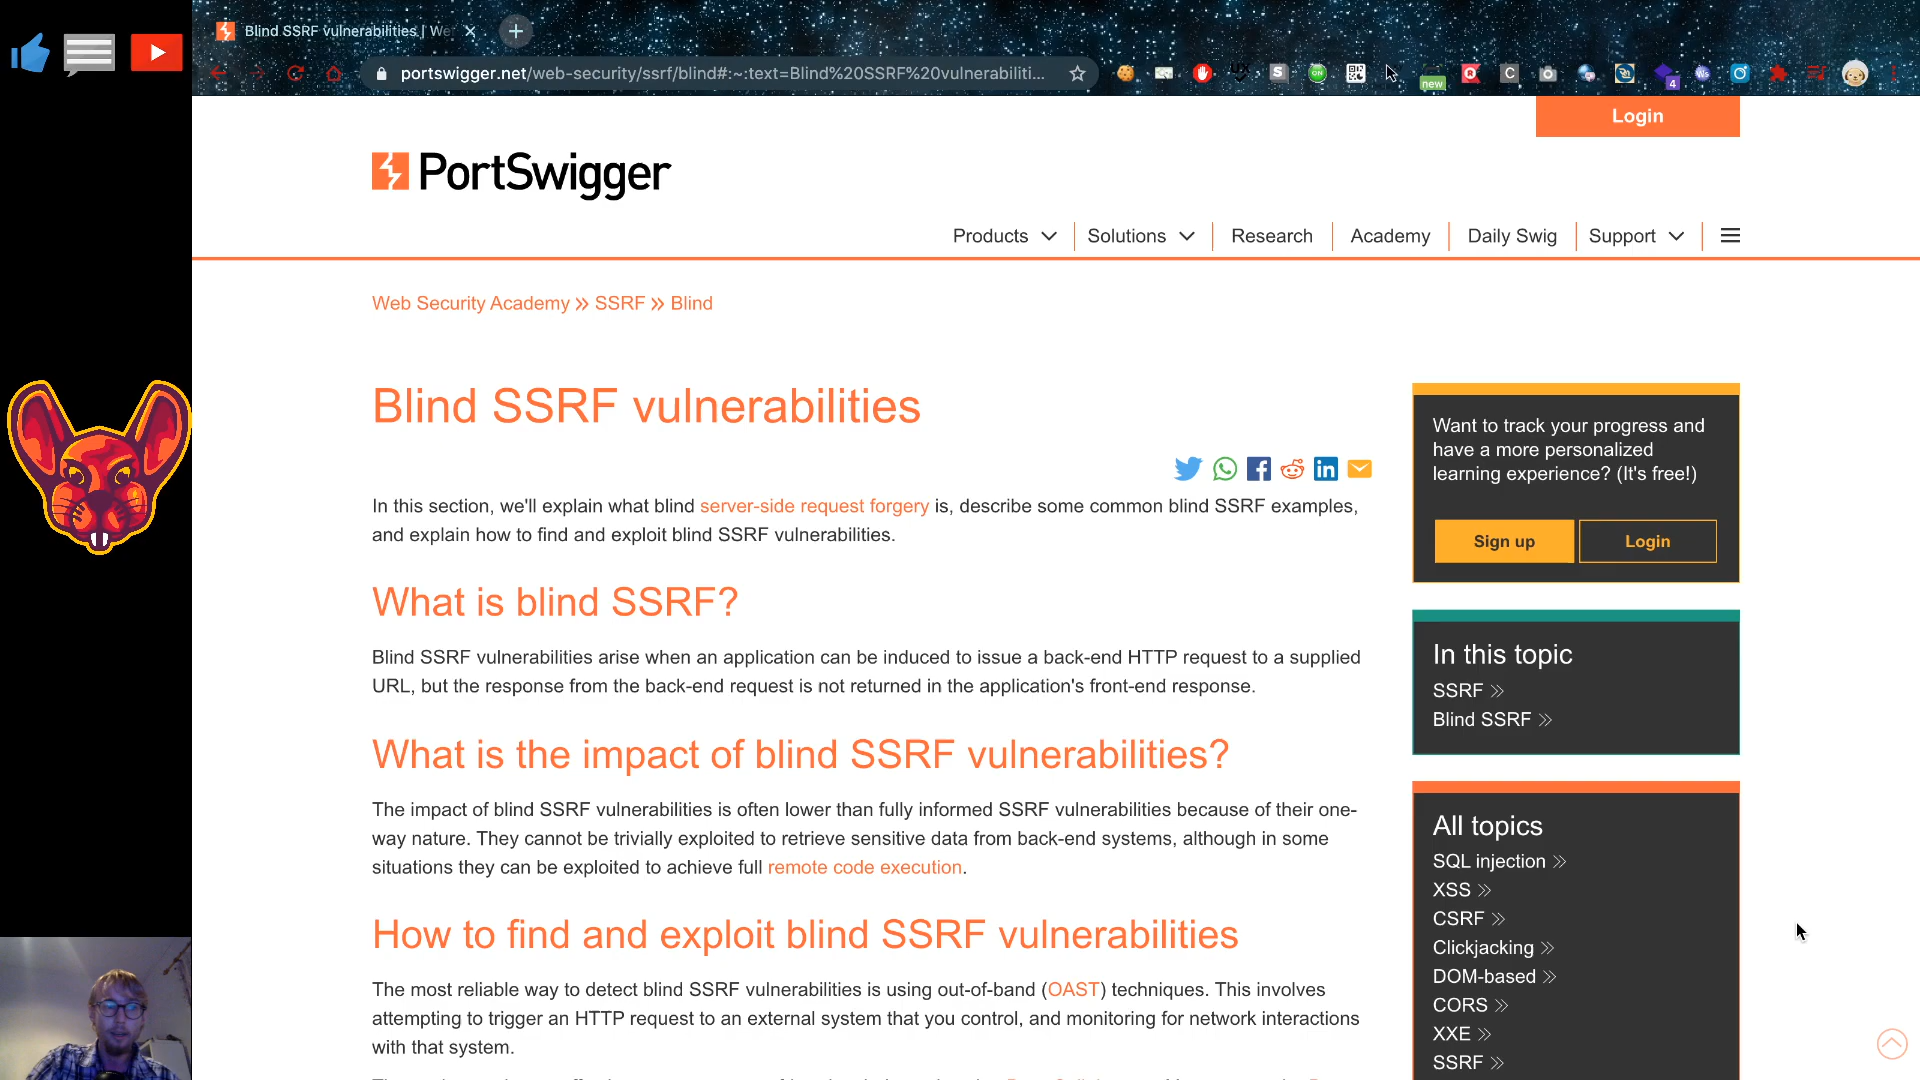 Blind SSRF vulnerabilities | We
portswigger.net/web-security/ssrf/blind#:~:text=Blind%20SSRF%20vulnerabiliti...
UX
S
ON
new
C
4
Ws
Login
PortSwigger
Products
Solutions
Research
Academy
Daily Swig
Support
Web Security Academy » SSRF » Blind
Blind SSRF vulnerabilities
In this section, we'll explain what blind server-side request forgery is, describe some common blind SSRF examples,
and explain how to find and exploit blind SSRF vulnerabilities.
What is blind SSRF?
Blind SSRF vulnerabilities arise when an application can be induced to issue a back-end HTTP request to a supplied
URL, but the response from the back-end request is not returned in the application's front-end response.
What is the impact of blind SSRF vulnerabilities?
The impact of blind SSRF vulnerabilities is often lower than fully informed SSRF vulnerabilities because of their one-
way nature. They cannot be trivially exploited to retrieve sensitive data from back-end systems, although in some
situations they can be exploited to achieve full remote code execution.
How to find and exploit blind SSRF vulnerabilities
The most reliable way to detect blind SSRF vulnerabilities is using out-of-band (OAST) techniques. This involves
attempting to trigger an HTTP request to an external system that you control, and monitoring for network interactions
with that system.
Want to track your progress and
have a more personalized
learning experience? (It's free!)
Sign up
Login
In this topic
SSRF »
Blind SSRF »
All topics
SQL injection »
XSS »
CSRF »
Clickjacking »
DOM-based »
CORS »
XXE »
SSRF »